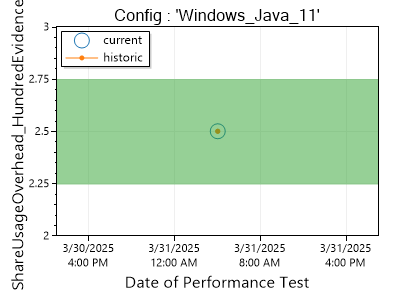 Config : 'Windows_Java_11'
current
historic
ShareUsageOverhead_HundredEvidence
3
2.75
2.5
2.25
2
3/30/2025 3/31/2025 3/31/2025 3/31/2025
4:00 PM 12:00 AM 8:00 AM 4:00 PM
Date of Performance Test